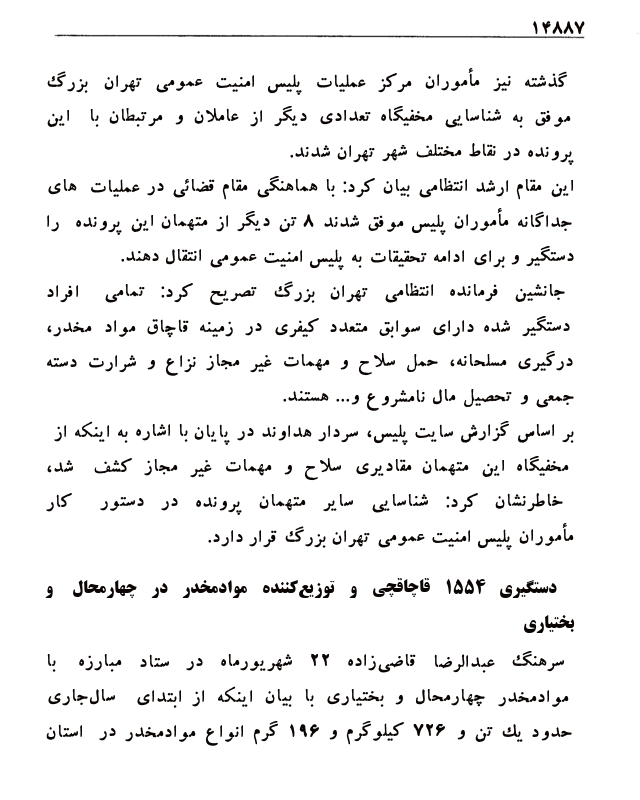 ۱۴۸۸۷
گذشته نیز مأموران مرکز عملیات پلیس امنیت عمومی تهران بزرگ
موفق به شناسایی مخفیگاه تعدادی دیگر از عاملان و مرتبطان با این
پرونده در نقاط مختلف شهر تهران شدند.
این مقام ارشد انتظامی بیان کرد: با هماهنگی مقام قضائی در عملیات های
جداگانه مأموران پلیس موفق شدند ۸ تن دیگر از متهمان این پرونده را
دستگیر و برای ادامه تحقیقات به پلیس امنیت عمومی انتقال دهند.
جانشین فرمانده انتظامی تهران بزرگ تصریح کرد: تمامی افراد
دستگیر شده دارای سوابق متعدد کیفری در زمینه قاچاق مواد مخدر،
درگیری مسلحانه، حمل سلاح و مهمات غیر مجاز نزاع و شرارت دسته
جمعی و تحصیل مال نامشروع و... هستند.
بر اساس گزارش سایت پلیس، سردار هداوند در پایان با اشاره به اینکه از
مخفیگاه این متهمان مقادیری سلاح و مهمات غیر مجاز کشف شد،
خاطرنشان کرد: شناسایی سایر متهمان پرونده در دستور کار
مأموران پلیس امنیت عمومی تهران بزرگ قرار دارد.
دستگیری ۱۵۵۴ قاچاقچی و توزیع‌کننده موادمخدر در چهارمحال و
بختیاری
سرهنگ عبدالرضا قاضی‌زاده ۲۲ شهریورماه در ستاد مبارزه با
موادمخدر چهارمحال و بختیاری با بیان اینکه از ابتدای سال‌جاری
حدود یك تن و ۷۲۶ کیلوگرم و ۱۹۶ گرم انواع موادمخدر در استان